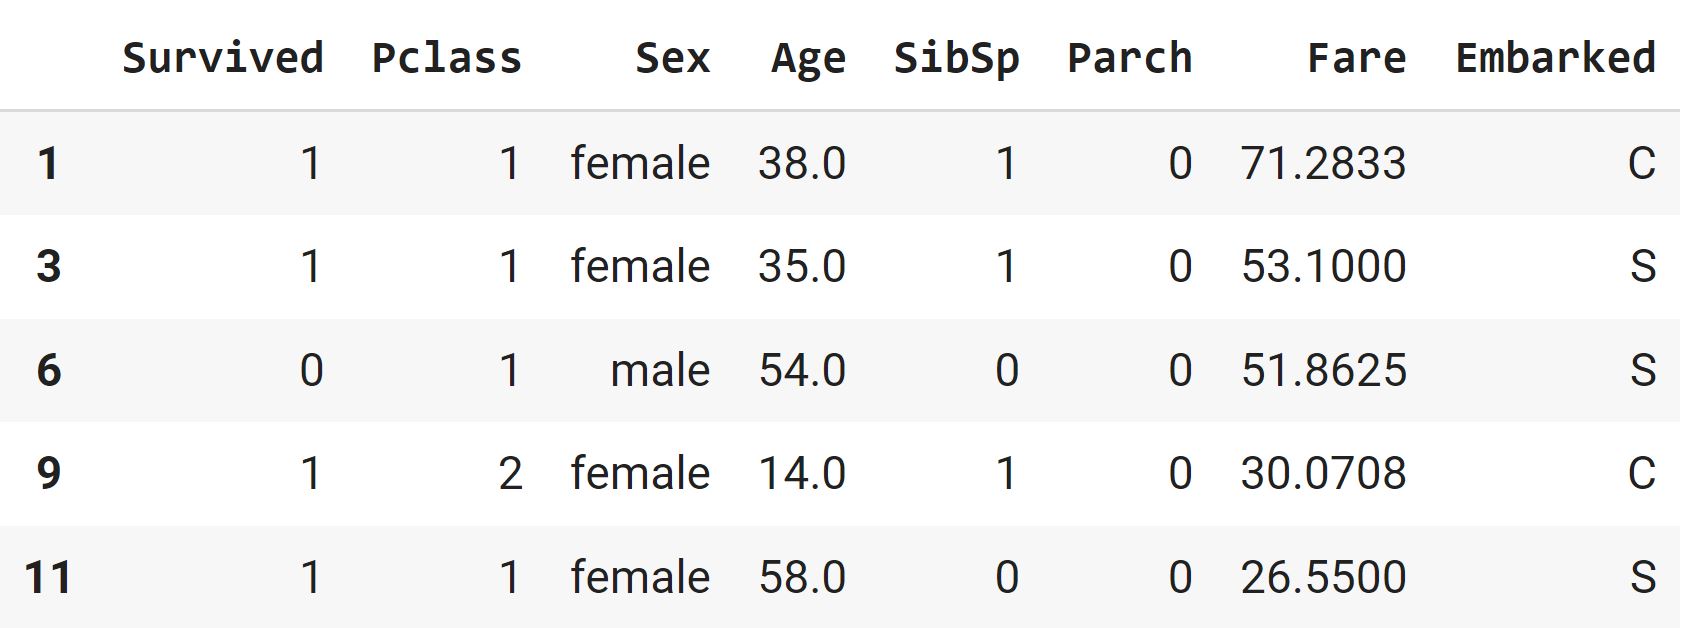 Survived Pclass Sex Age SibSp Parch Fare Embarked
1 1 1 female 38.0 1 0 71.2833 C
3 1 1 female 35.0 1 0 53.1000 S
6 0 1 male 54.0 0 0 51.8625 S
9 1 2 female 14.0 1 0 30.0708 C
11 1 1 female 58.0 0 0 26.5500 S